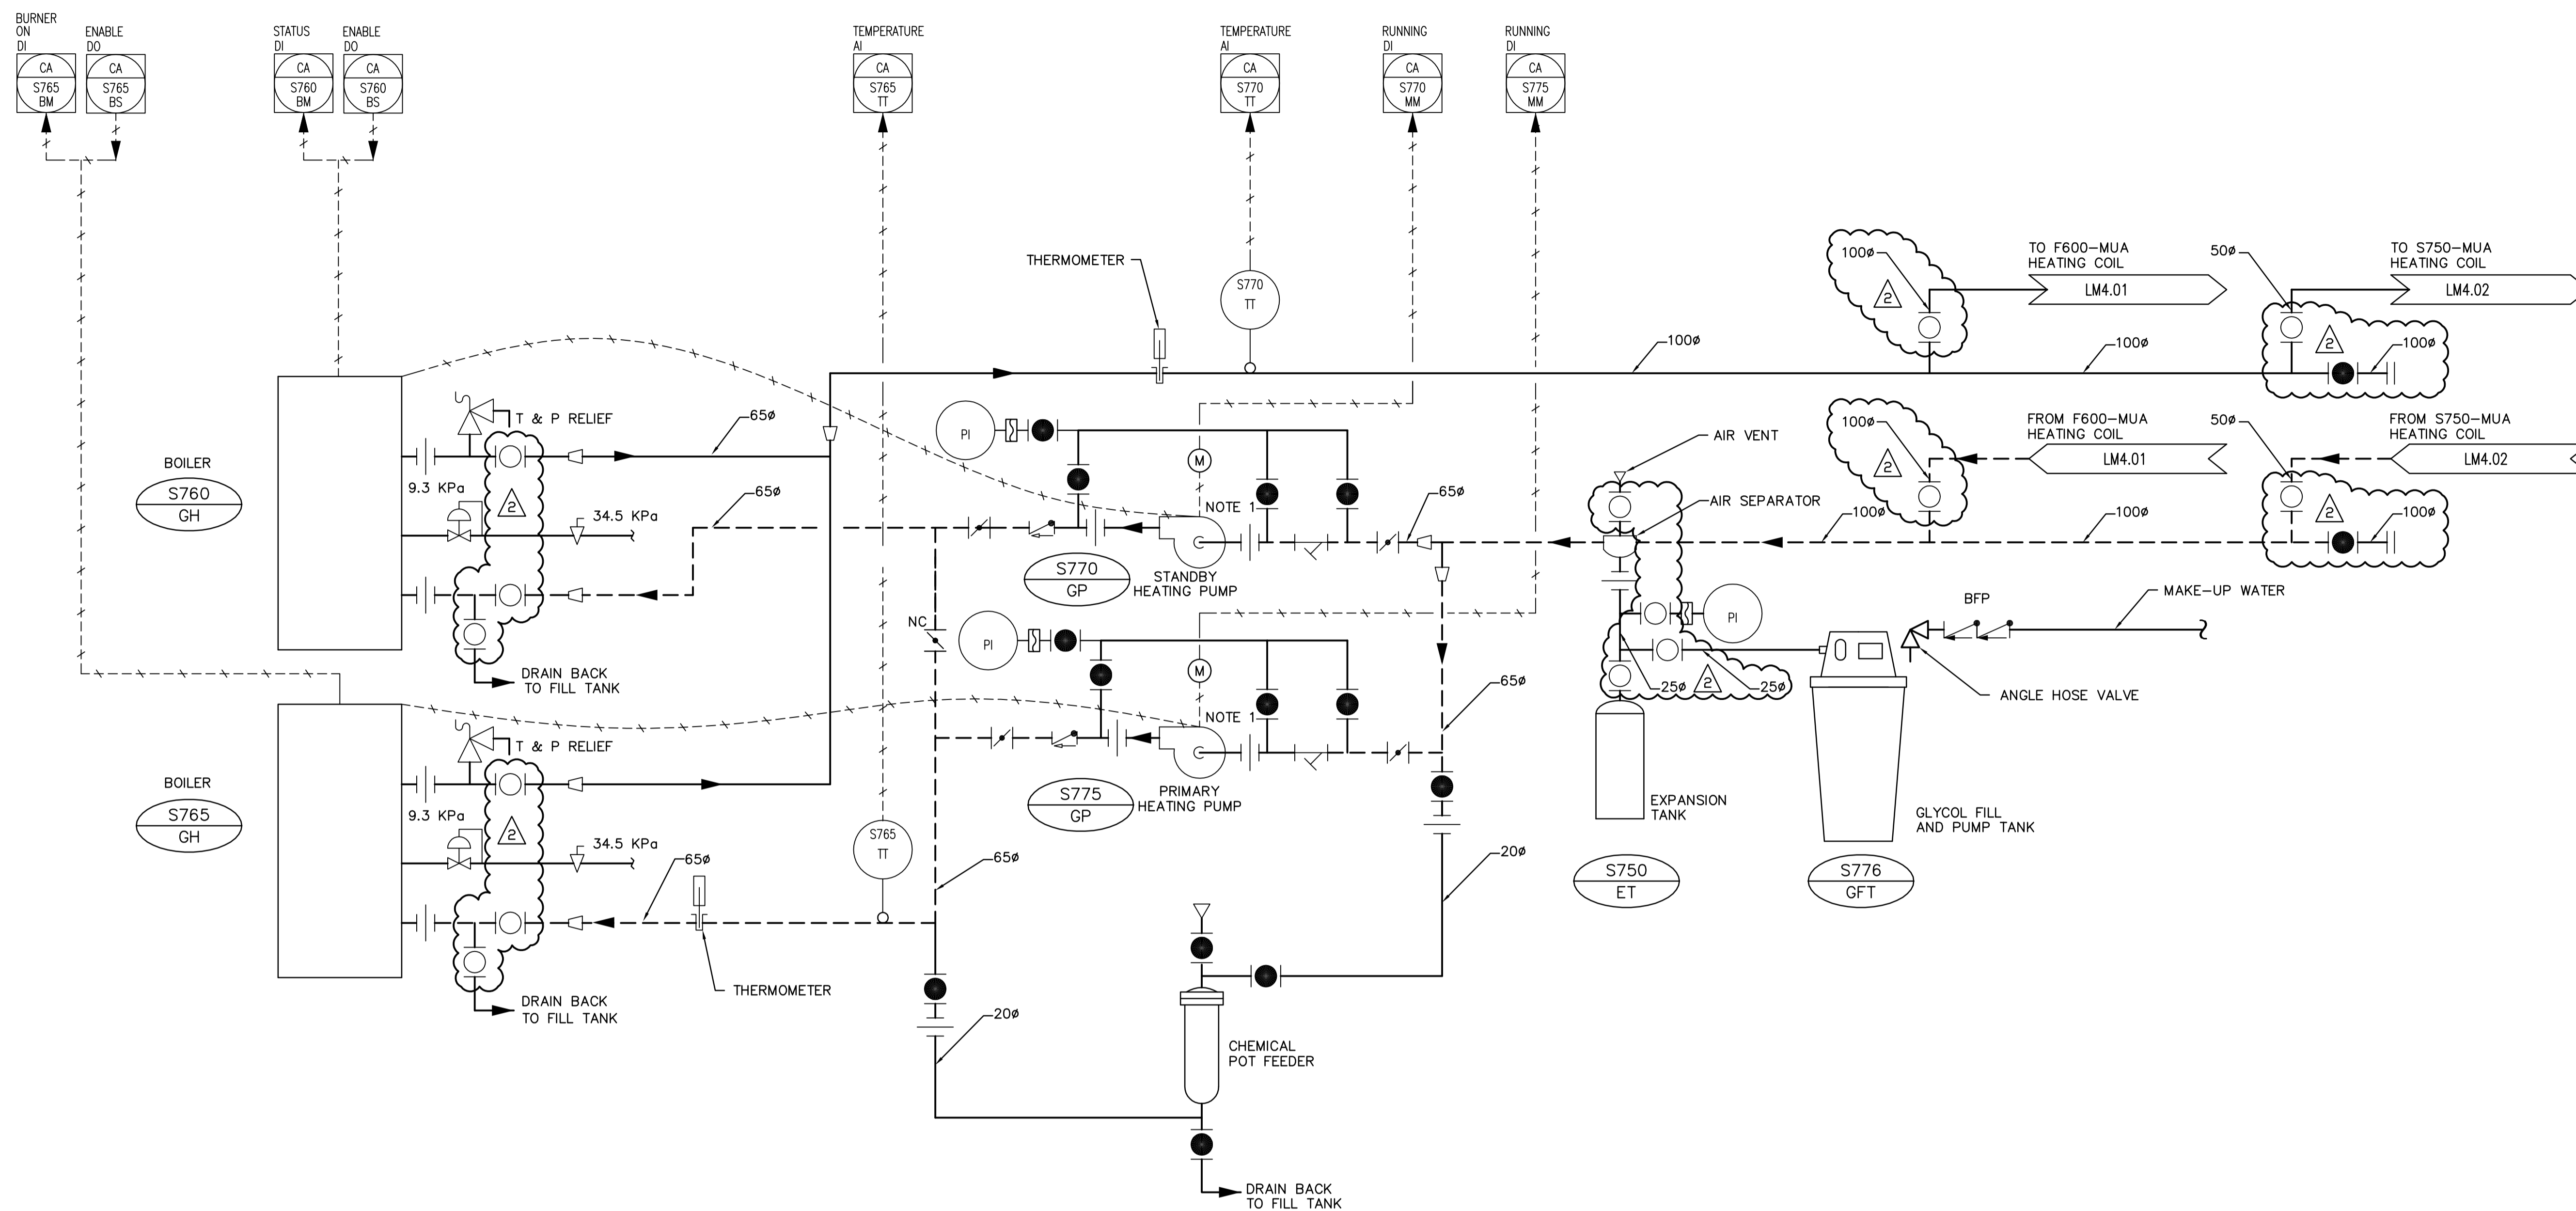 BURNER
ON
DI
ENABLE
DO
STATUS
DI
ENABLE
DO
TEMPERATURE
AI
TEMPERATURE
AI
RUNNING
DI
RUNNING
DI
CA
S765
BM
CA
S765
BS
CA
S760
BM
CA
S760
BS
CA
S765
TT
CA
S770
TT
CA
S770
MM
CA
S775
MM
THERMOMETER
S770
TT
100ø
2
TO F600-MUA
HEATING COIL
LM4.01
50ø
TO S750-MUA
HEATING COIL
LM4.02
100ø
100ø
2
100ø
T & P RELIEF
65ø
PI
M
AIR VENT
100ø
2
FROM F600-MUA
HEATING COIL
LM4.01
50ø
FROM S750-MUA
HEATING COIL
LM4.02
BOILER
S760
GH
9.3 KPa
2
34.5 KPa
65ø
NOTE 1
65ø
AIR SEPARATOR
100ø
100ø
2
100ø
C
S770
GP
STANDBY
HEATING PUMP
NC
PI
M
PI
BFP
MAKE-UP WATER
DRAIN BACK
TO FILL TANK
65ø
25ø
2
25ø
ANGLE HOSE VALVE
T & P RELIEF
NOTE 1
C
BOILER
S765
GH
9.3 KPa
2
34.5 KPa
65ø
S775
GP
PRIMARY
HEATING PUMP
S765
TT
65ø
20ø
EXPANSION
TANK
GLYCOL FILL
AND PUMP TANK
S750
ET
S776
GFT
THERMOMETER
DRAIN BACK
TO FILL TANK
20ø
CHEMICAL
POT FEEDER
DRAIN BACK
TO FILL TANK